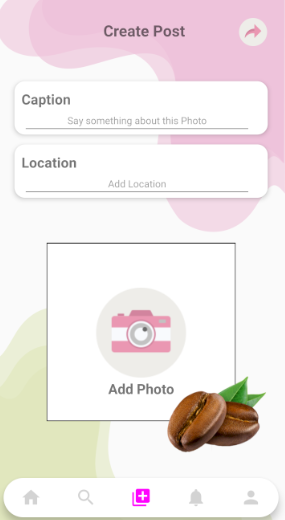 Create Post
Caption
Say something about this Photo
Location
Add Location
Add Photo